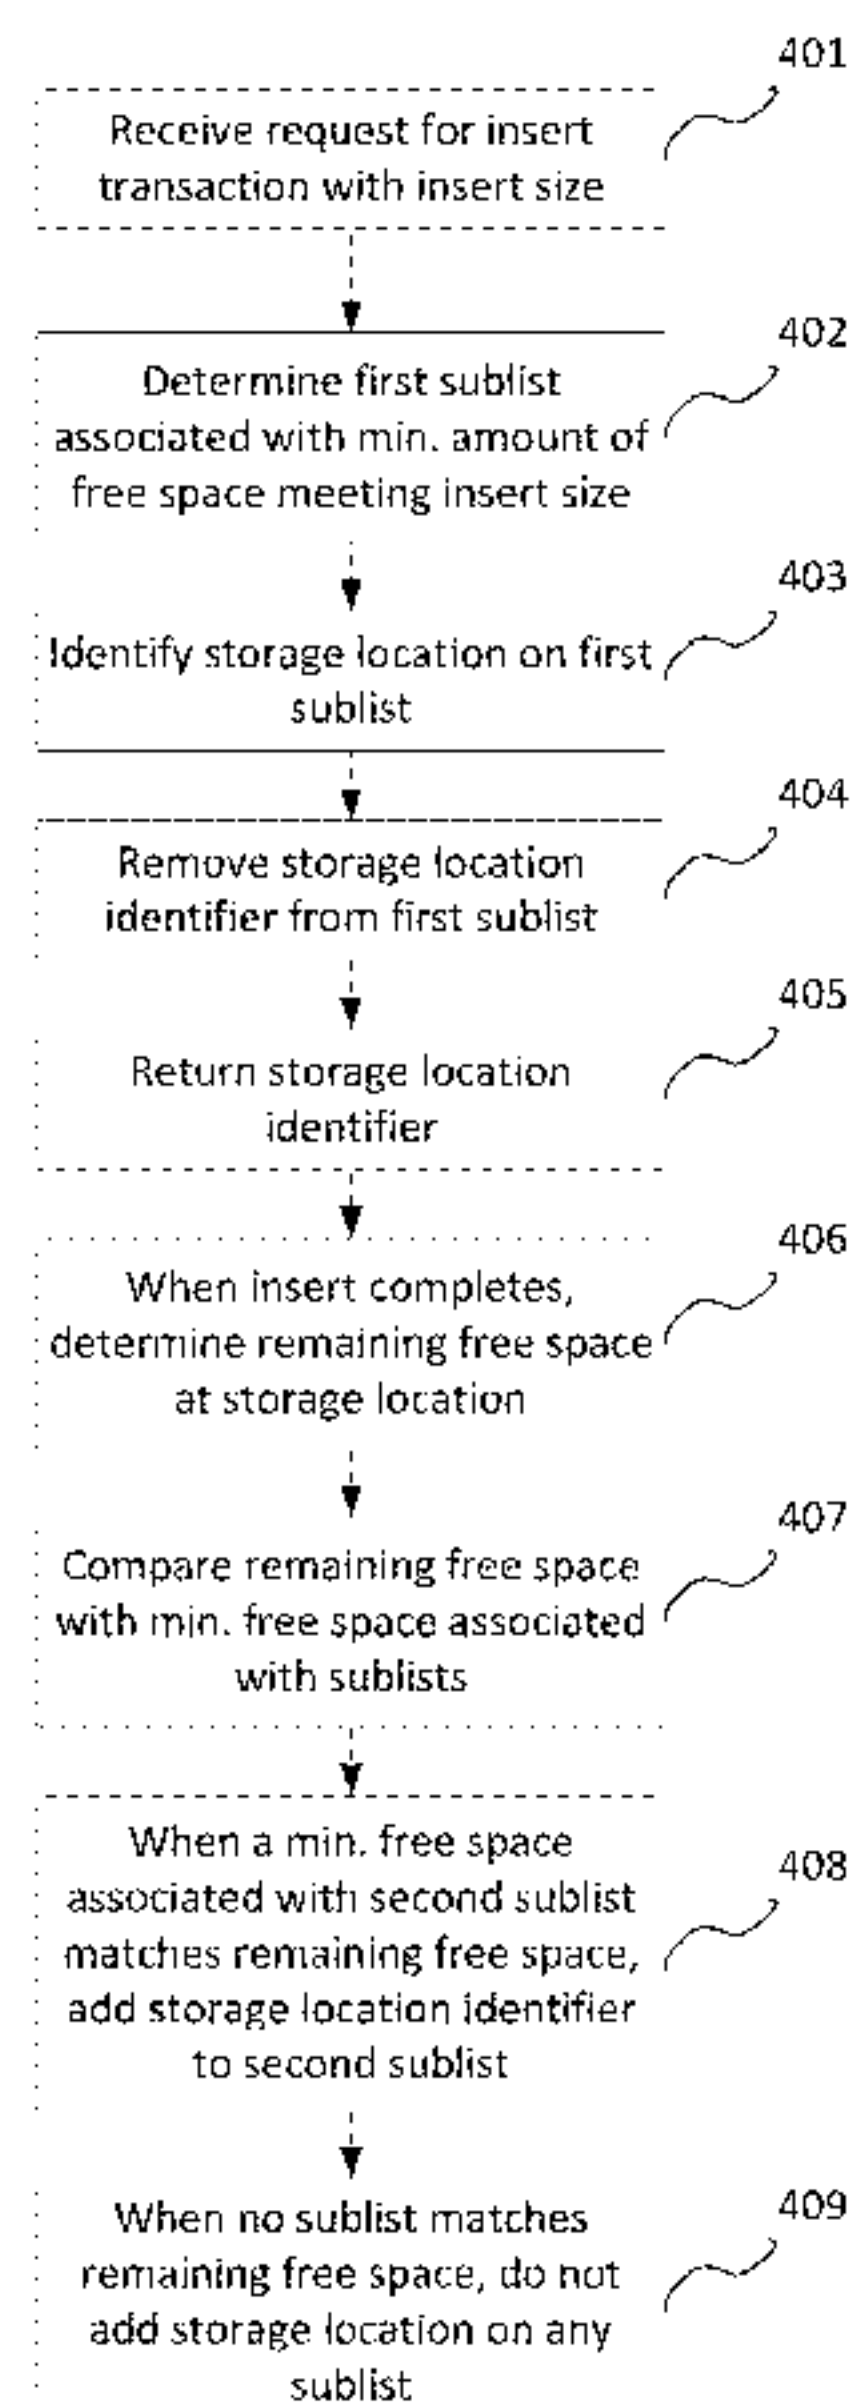 401
Receive request for insert
transaction with insert size
402
Determine first sublist
associated with min. amount of
free space meeting insert size
403
Identify storage location on first
sublist
404
Remove storage location
identifier from first sublist
405
Return storage location
identifier
406
When insert completes,
determine remaining free space
at storage location
407
Compare remaining free space
with min. free space associated
with sublists
408
When a min. free space
associated with second sublist
matches remaining free space,
add storage location identifier
to second sublist
409
When no sublist matches
remaining free space, do not
add storage location on any
sublist